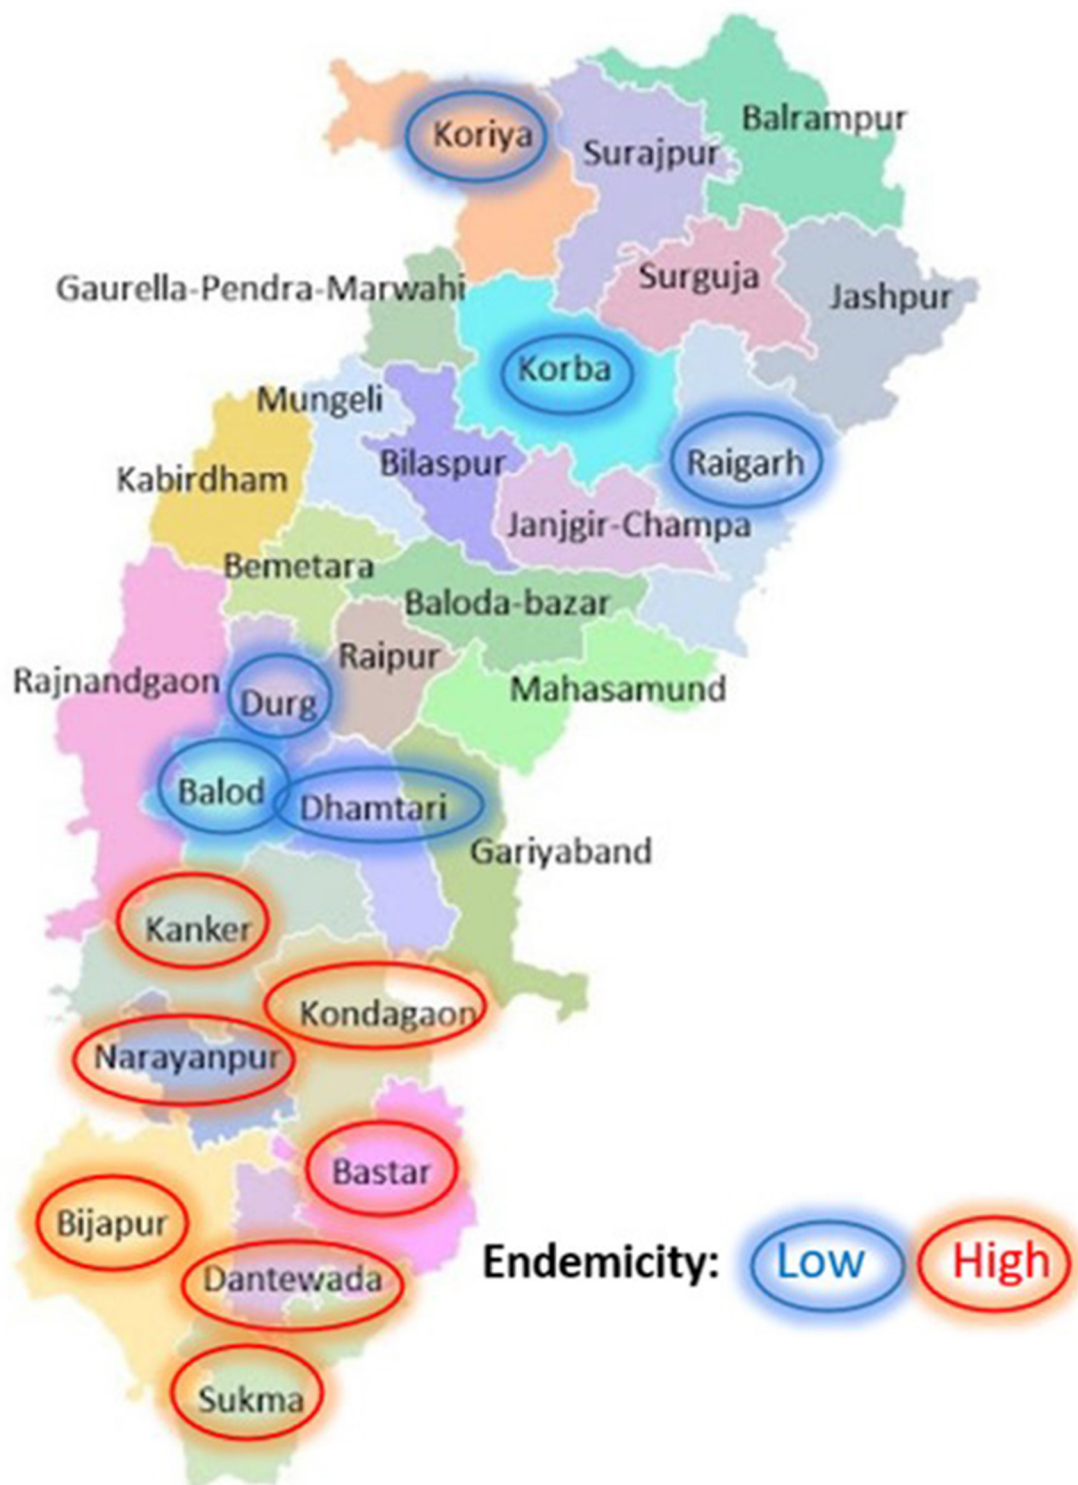 Balrampur
Koriya
Surajpur
Surguja
Gaurella-Pendra-Marwahi
Jashpur
Korba
Mungeli
Bilaspur
Raigarh
Kabirdham
Janjgir-Champa
Bemetara
Baloda-bazar
Raipur
Rajnandgaon
Mahasamund
Durg
Balod
Dhamtari
Gariyaband
Kanker
Kondagaon
Narayanpur
Bastar
Bijapur
Endemicity: Low High
Dantewada
Sukma